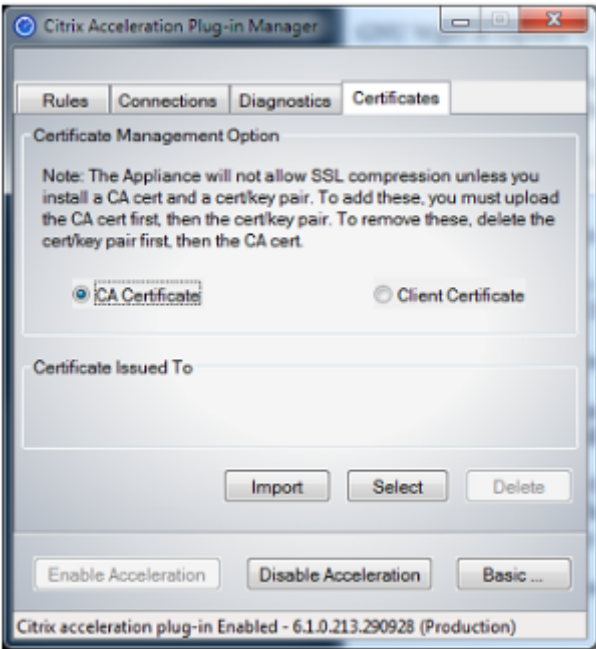 Citrix Acceleration Plug-in Manager
Rules Connections Diagnostics Certificates
Certificate Management Option
Note: The Appliance will not allow SSL compression unless you
install a CA cert and a cert/key pair. To add these, you must upload
the CA cert first, then the cert/key pair. To remove these, delete the
cert/key pair first, then the CA cert.
CA Certificate Client Certificate
Certificate Issued To
Import Select Delete
Enable Acceleration Disable Acceleration Basic ...
Citrix acceleration plug-in Enabled - 6.1.0.213.290928 (Production)